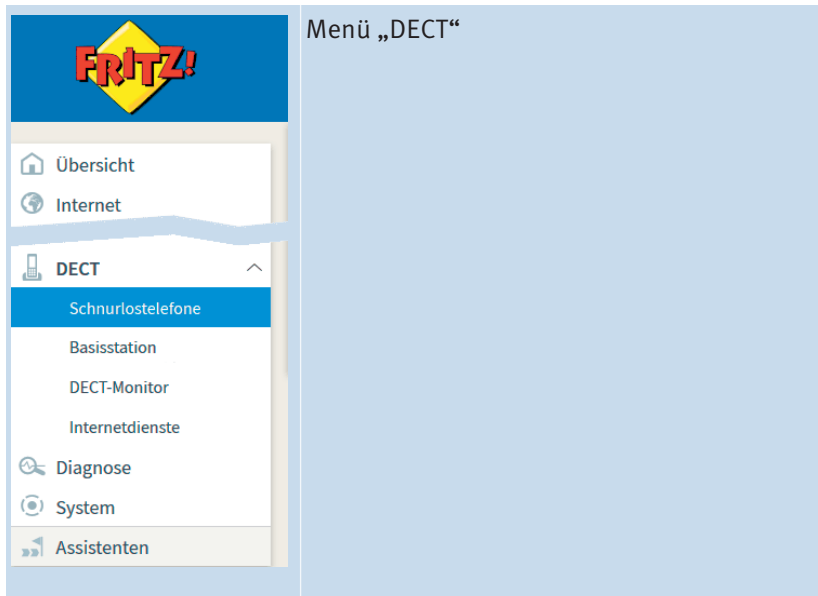 FRITZ!
Menü „DECT“
Übersicht
Internet
DECT
Schnurlostelefone
Basisstation
DECT-Monitor
Internetdienste
Diagnose
System
Assistenten